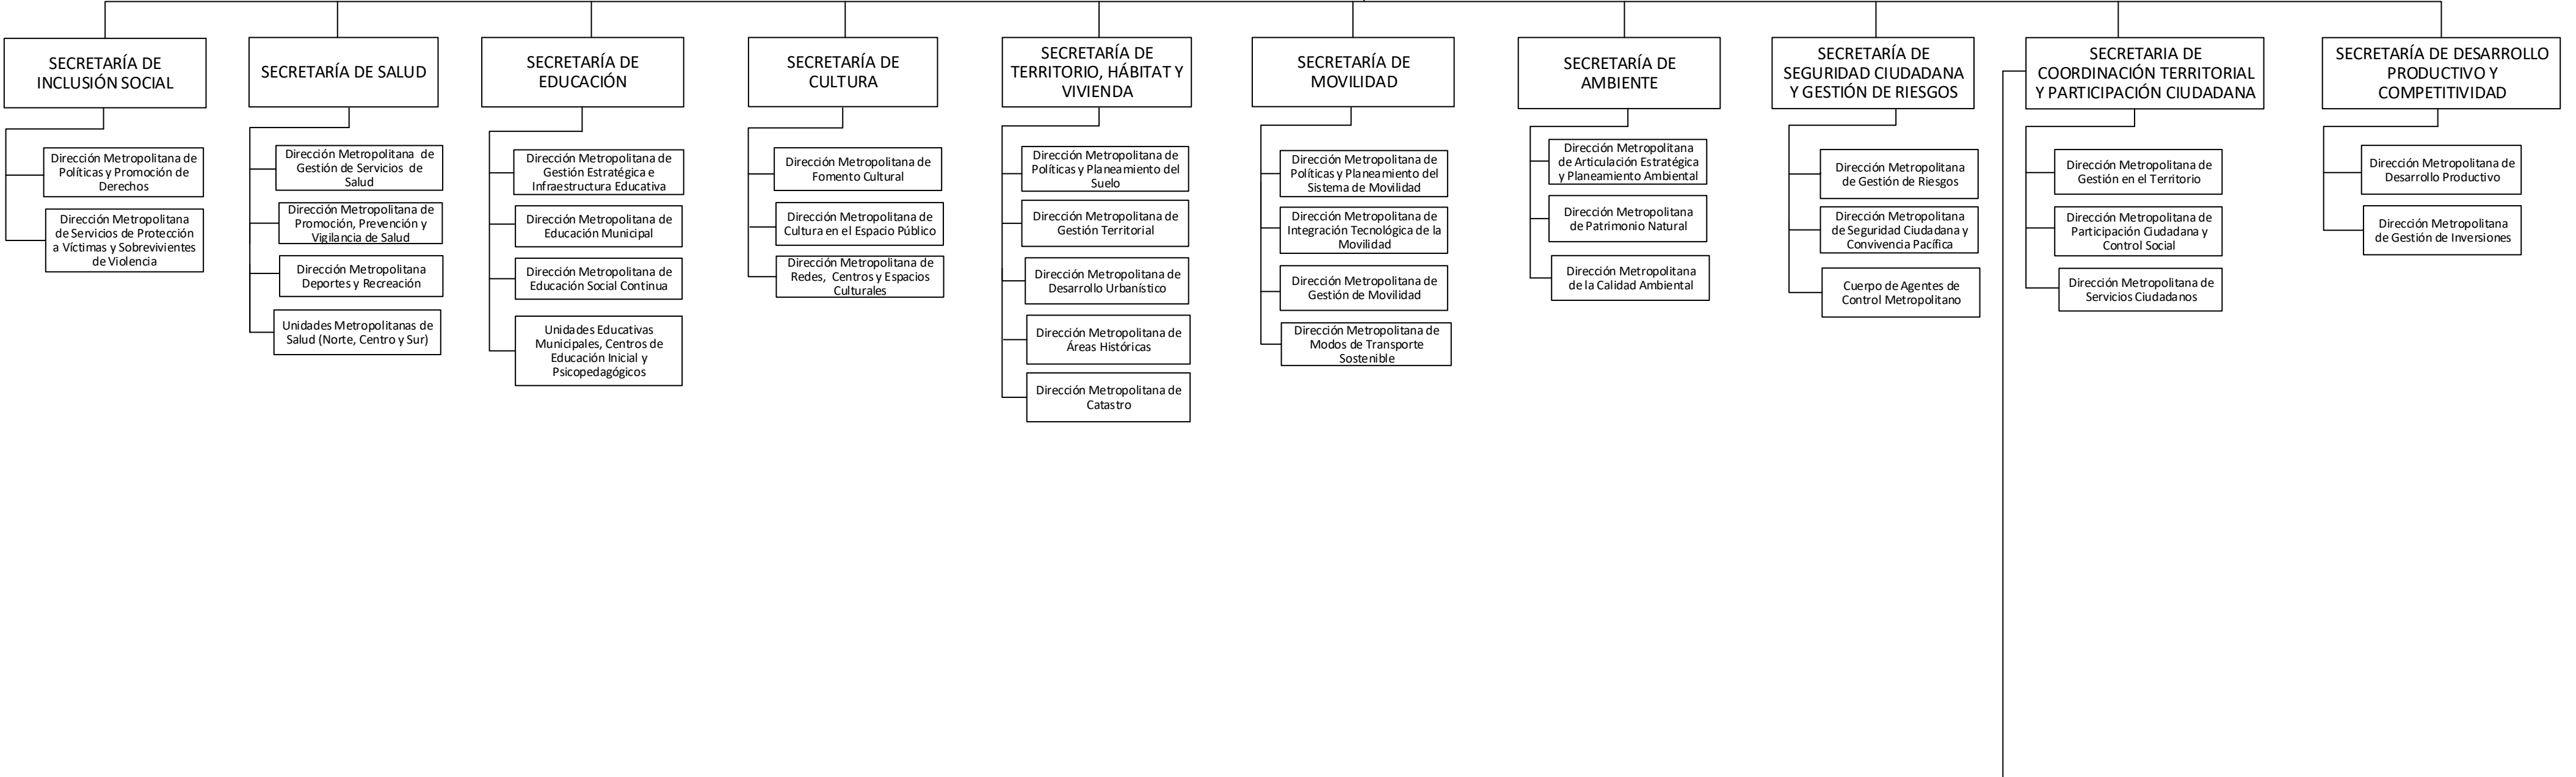 SECRETARÍA DE
INCLUSIÓN SOCIAL
Dirección Metropolitana de
Políticas y Promoción de
Derechos
Dirección Metropolitana
de Servicios de Protección
a Víctimas y Sobrevivientes
de Violencia
SECRETARÍA DE SALUD
Dirección Metropolitana de
Gestión de Servicios de
Salud
Dirección Metropolitana de
Promoción, Prevención y
Vigilancia de Salud
Dirección Metropolitana
Deportes y Recreación
Unidades Metropolitanas de
Salud (Norte, Centro y Sur)
SECRETARÍA DE
EDUCACIÓN
Dirección Metropolitana de
Gestión Estratégica e
Infraestructura Educativa
Dirección Metropolitana de
Educación Municipal
Dirección Metropolitana de
Educación Social Continua
Unidades Educativas
Municipales, Centros de
Educación Inicial y
Psicopedagógicos
SECRETARÍA DE
CULTURA
Dirección Metropolitana de
Fomento Cultural
Dirección Metropolitana de
Cultura en el Espacio Público
Dirección Metropolitana de
Redes, Centros y Espacios
Culturales
SECRETARÍA DE
TERRITORIO, HÁBITAT Y
VIVIENDA
Dirección Metropolitana de
Políticas y Planeamiento del
Suelo
Dirección Metropolitana de
Gestión Territorial
Dirección Metropolitana de
Desarrollo Urbanístico
Dirección Metropolitana de
Áreas Históricas
Dirección Metropolitana de
Catastro
SECRETARÍA DE
MOVILIDAD
Dirección Metropolitana de
Políticas y Planeamiento del
Sistema de Movilidad
Dirección Metropolitana de
Integración Tecnológica de la
Movilidad
Dirección Metropolitana de
Gestión de Movilidad
Dirección Metropolitana de
Modos de Transporte
Sostenible
SECRETARÍA DE
AMBIENTE
Dirección Metropolitana
de Articulación Estratégica
y Planeamiento Ambiental
Dirección Metropolitana
de Patrimonio Natural
Dirección Metropolitana
de la Calidad Ambiental
SECRETARÍA DE
SEGURIDAD CIUDADANA
Y GESTIÓN DE RIESGOS
Dirección Metropolitana
de Gestión de Riesgos
Dirección Metropolitana
de Seguridad Ciudadana y
Convivencia Pacífica
Cuerpo de Agentes de
Control Metropolitano
SECRETARIA DE
COORDINACIÓN TERRITORIAL
Y PARTICIPACIÓN CIUDADANA
Dirección Metropolitana de
Gestión en el Territorio
Dirección Metropolitana de
Participación Ciudadana y
Control Social
Dirección Metropolitana de
Servicios Ciudadanos
SECRETARÍA DE DESARROLLO
PRODUCTIVO Y
COMPETITIVIDAD
Dirección Metropolitana de
Desarrollo Productivo
Dirección Metropolitana
de Gestión de Inversiones